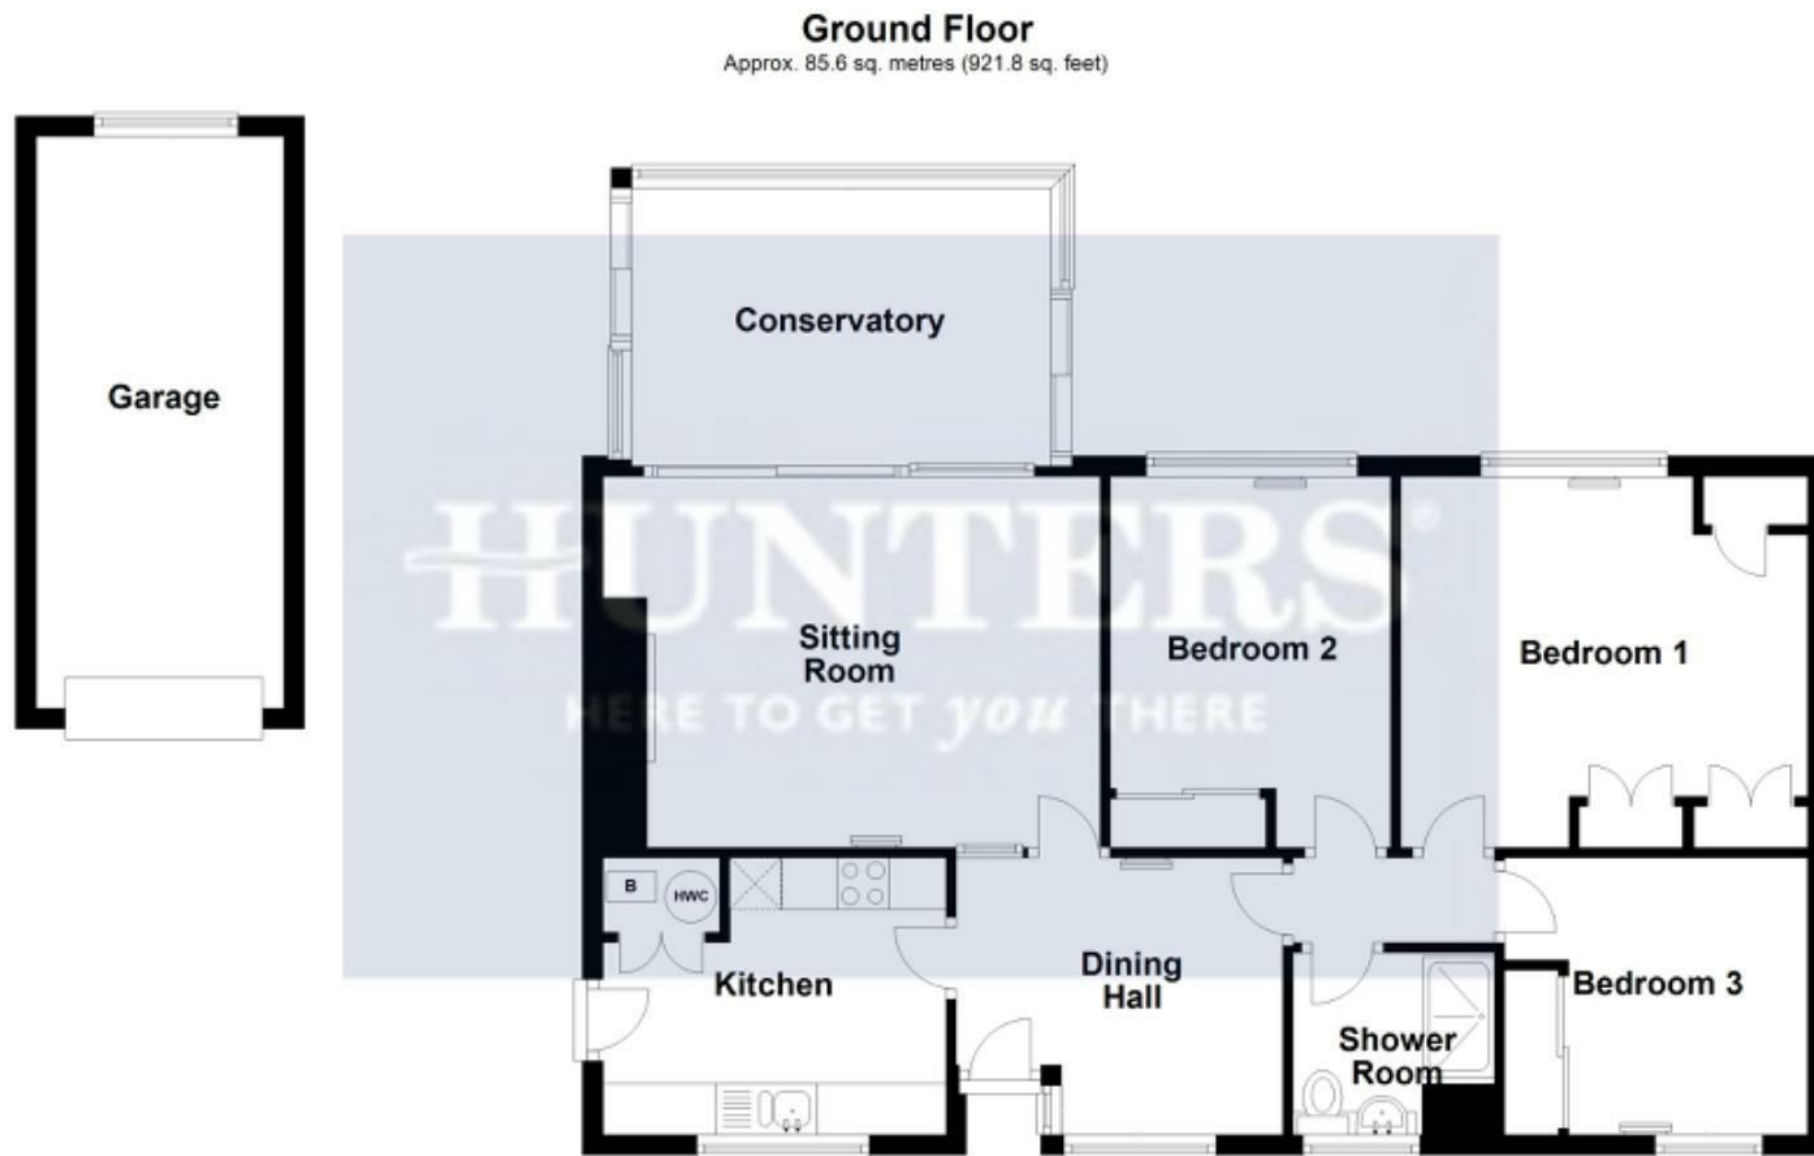 Ground Floor
Approx. 85.6 sq. metres (921.8 sq. feet)
Garage
Conservatory
HUNTERS®
HERE TO GET you THERE
Sitting
Room
Bedroom 2
Bedroom 1
B
HWC
Kitchen
Dining
Hall
Bedroom 3
Shower
Room